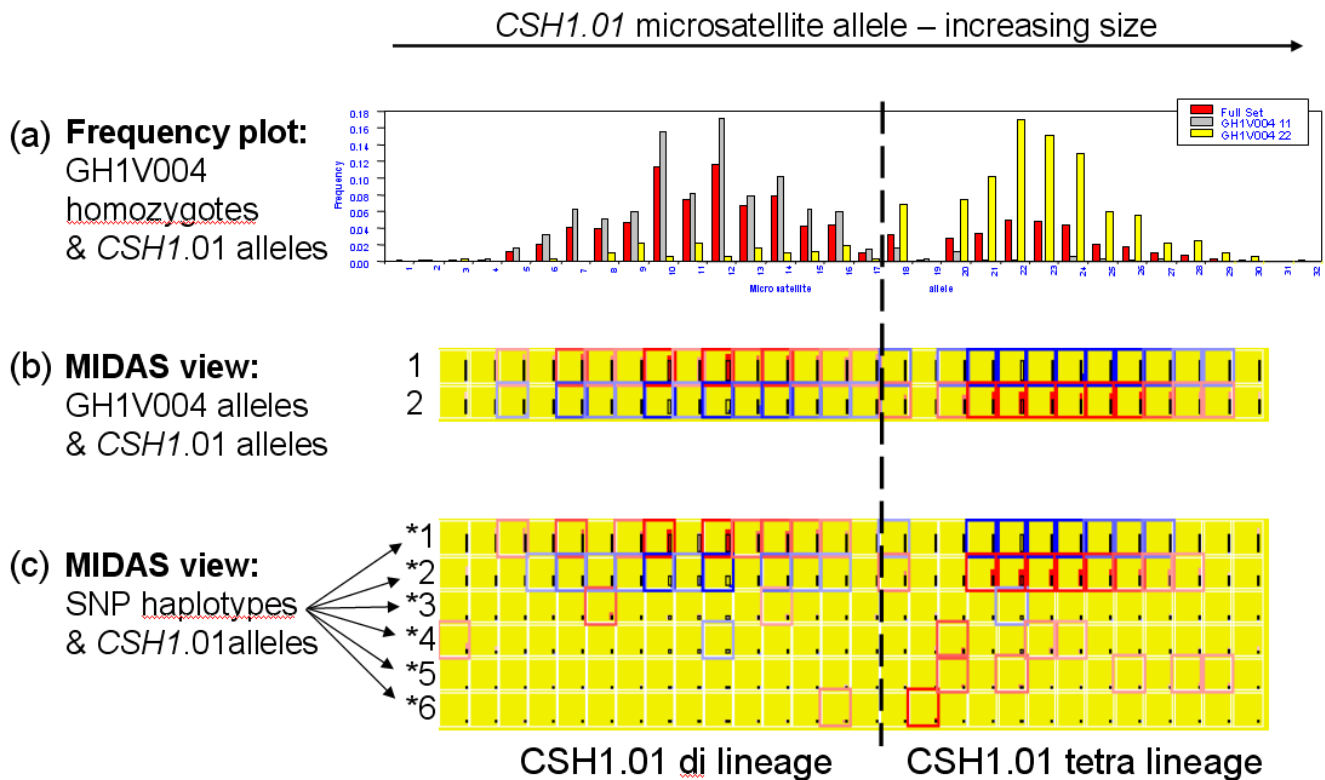 CSH1.01 microsatellite allele – increasing size
(a) Frequency plot:
GH1V004
homozygotes
& CSH1.01 alleles
Frequency
0.18
0.16
0.14
0.12
0.10
0.08
0.06
0.04
0.02
0.00
Full Set
GH1V004 11
GH1V004 22
1 2 3 4 5 6 7 8 9 10 11 12 13 14 15 16 17 18 19 20 21 22 23 24 25 26 27 28 29 30 31 32
Micro satellite allele
(b) MIDAS view:
GH1V004 alleles
& CSH1.01 alleles
1
2
(c) MIDAS view:
SNP haplotypes
& CSH1.01alleles
*1
*2
*3
*4
*5
*6
CSH1.01 di lineage
CSH1.01 tetra lineage